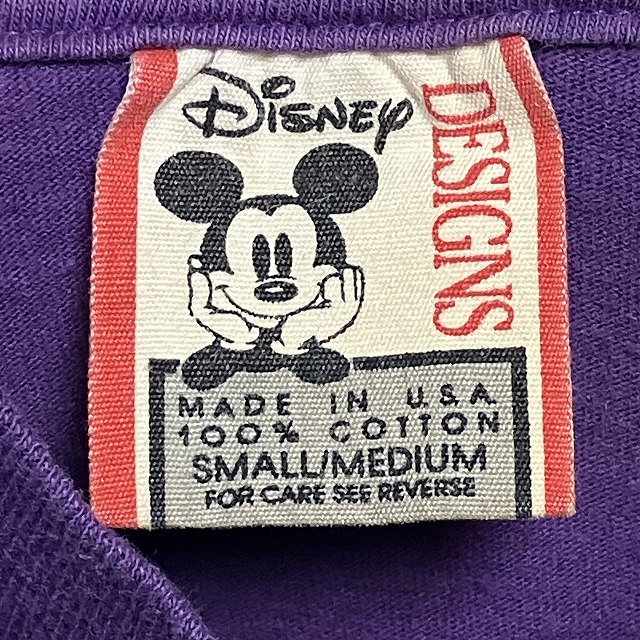 Disney
DESIGNS
MADE IN U.S.A.
100% COTTON
SMALL/MEDIUM
FOR CARE SEE REVERSE